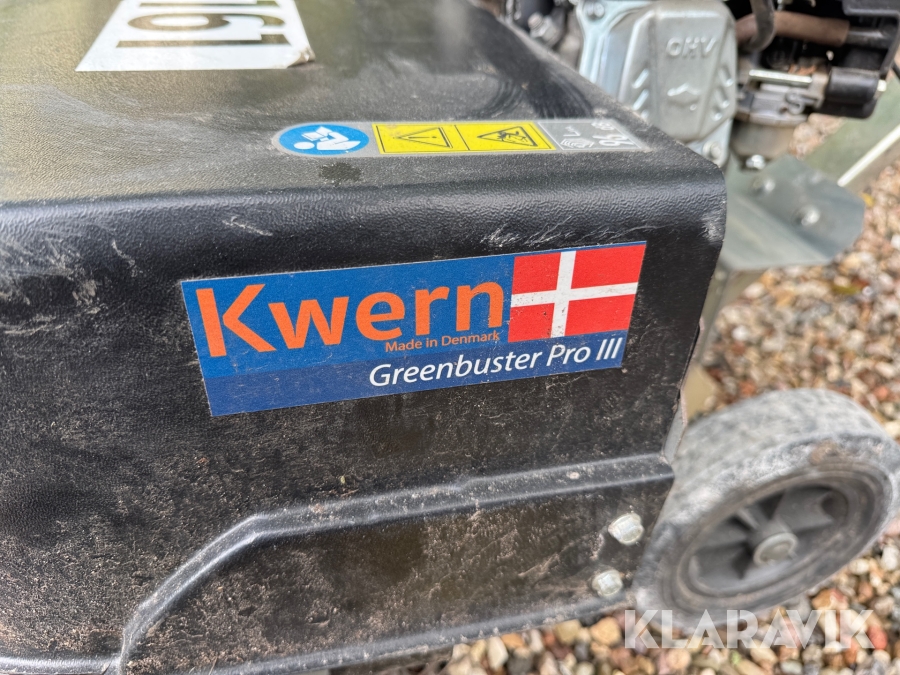 OHV
Kwern
Made in Denmark
Greenbuster Pro III
KLARAVIK